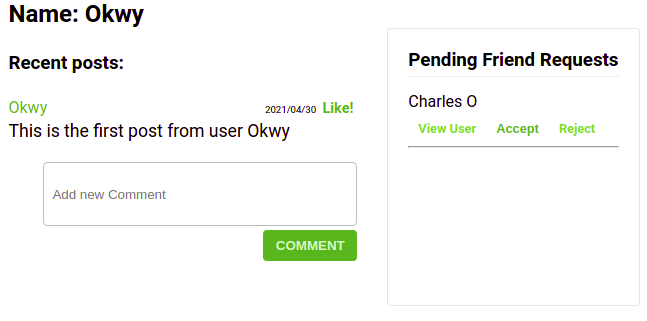 Name: Okwy
Recent posts:
Okwy 2021/04/30 Like!
This is the first post from user Okwy
Add new Comment
COMMENT
Pending Friend Requests
Charles O
View User Accept Reject